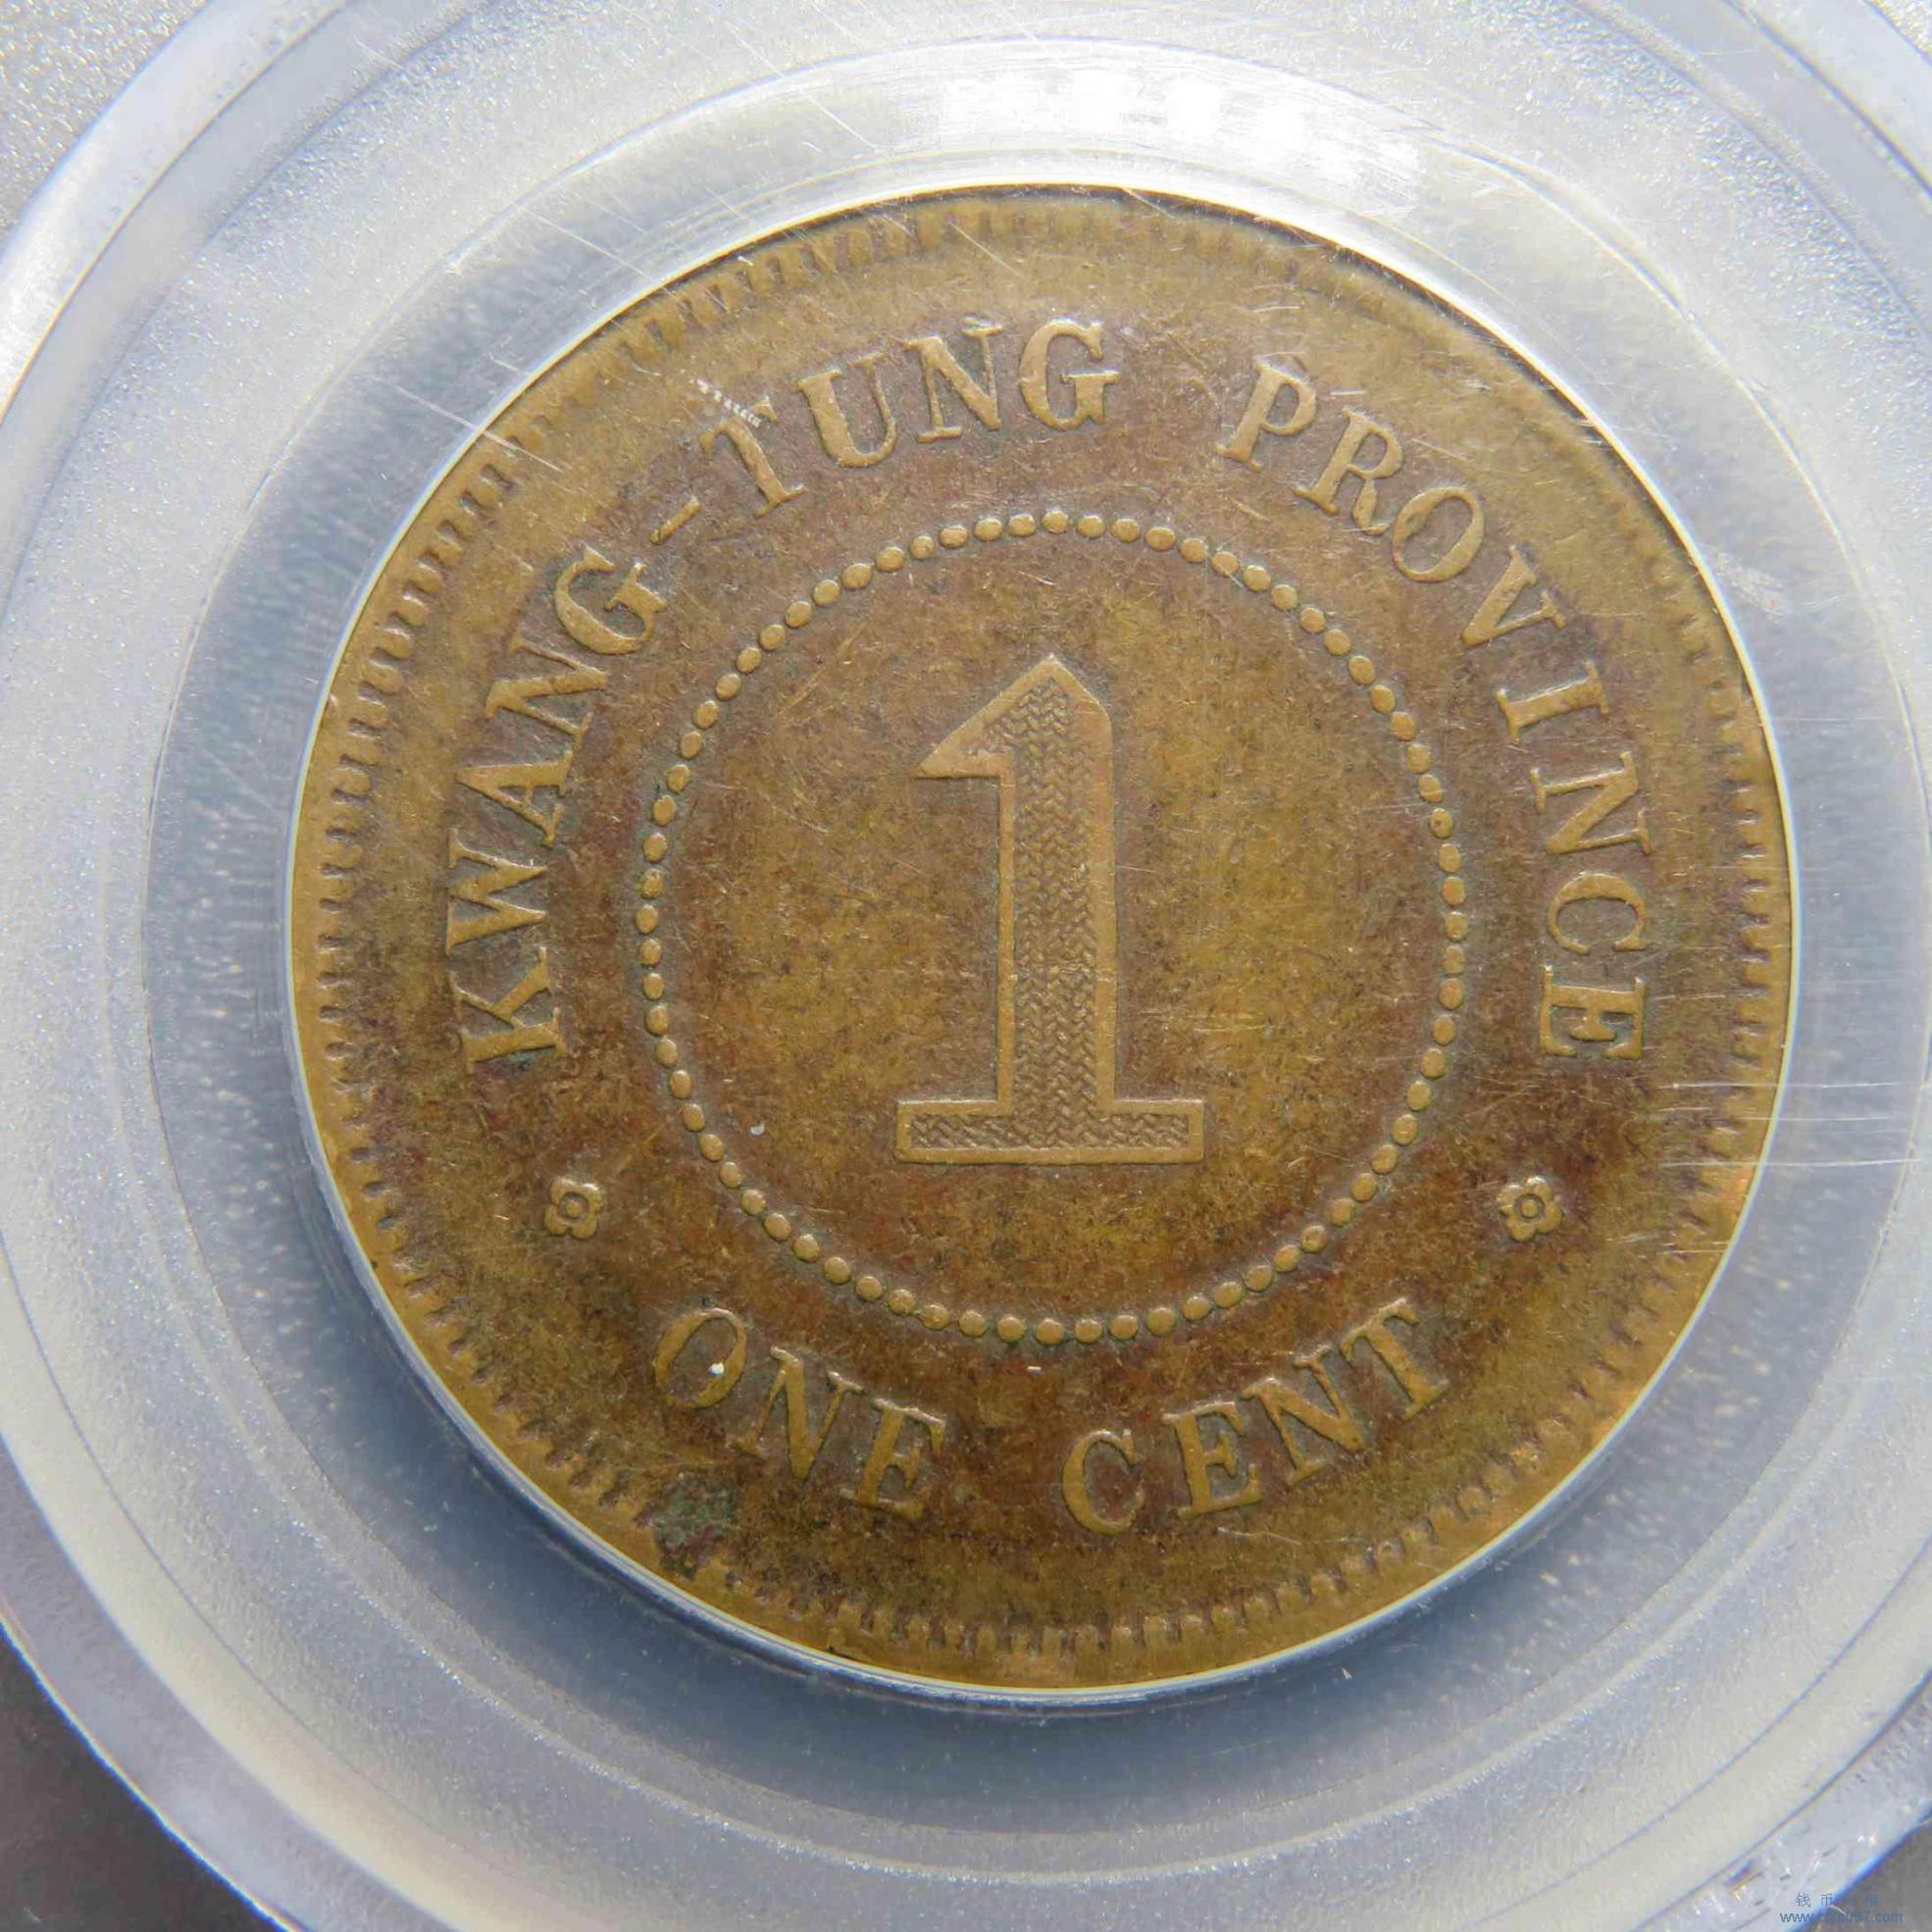 KWANG-TUNG PROVINCE
1
ONE CENT